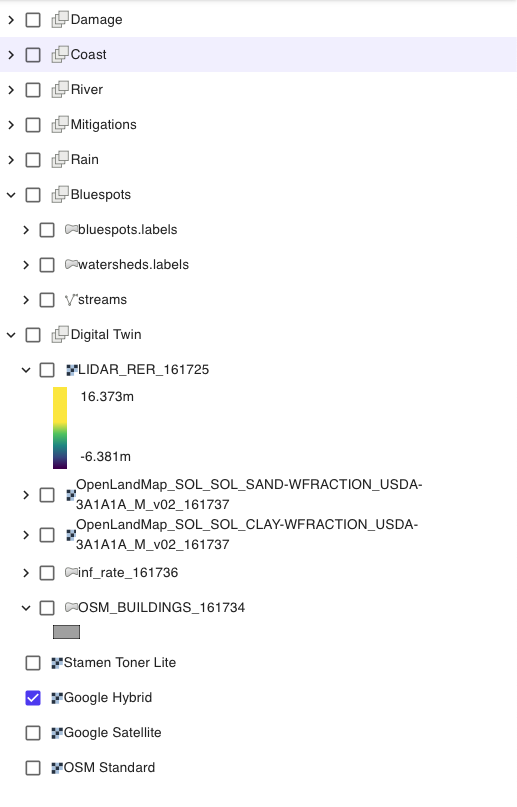 Damage
Coast
River
Mitigations
Rain
Bluespots
bluespots.labels
watersheds.labels
streams
Digital Twin
LIDAR_RER_161725
16.373m
-6.381m
OpenLandMap_SOL_SOL_SAND-WFRACTION_USDA-
3A1A1A_M_v02_161737
OpenLandMap_SOL_SOL_CLAY-WFRACTION_USDA-
3A1A1A_M_v02_161737
inf_rate_161736
OSM_BUILDINGS_161734
Stamen Toner Lite
Google Hybrid
Google Satellite
OSM Standard